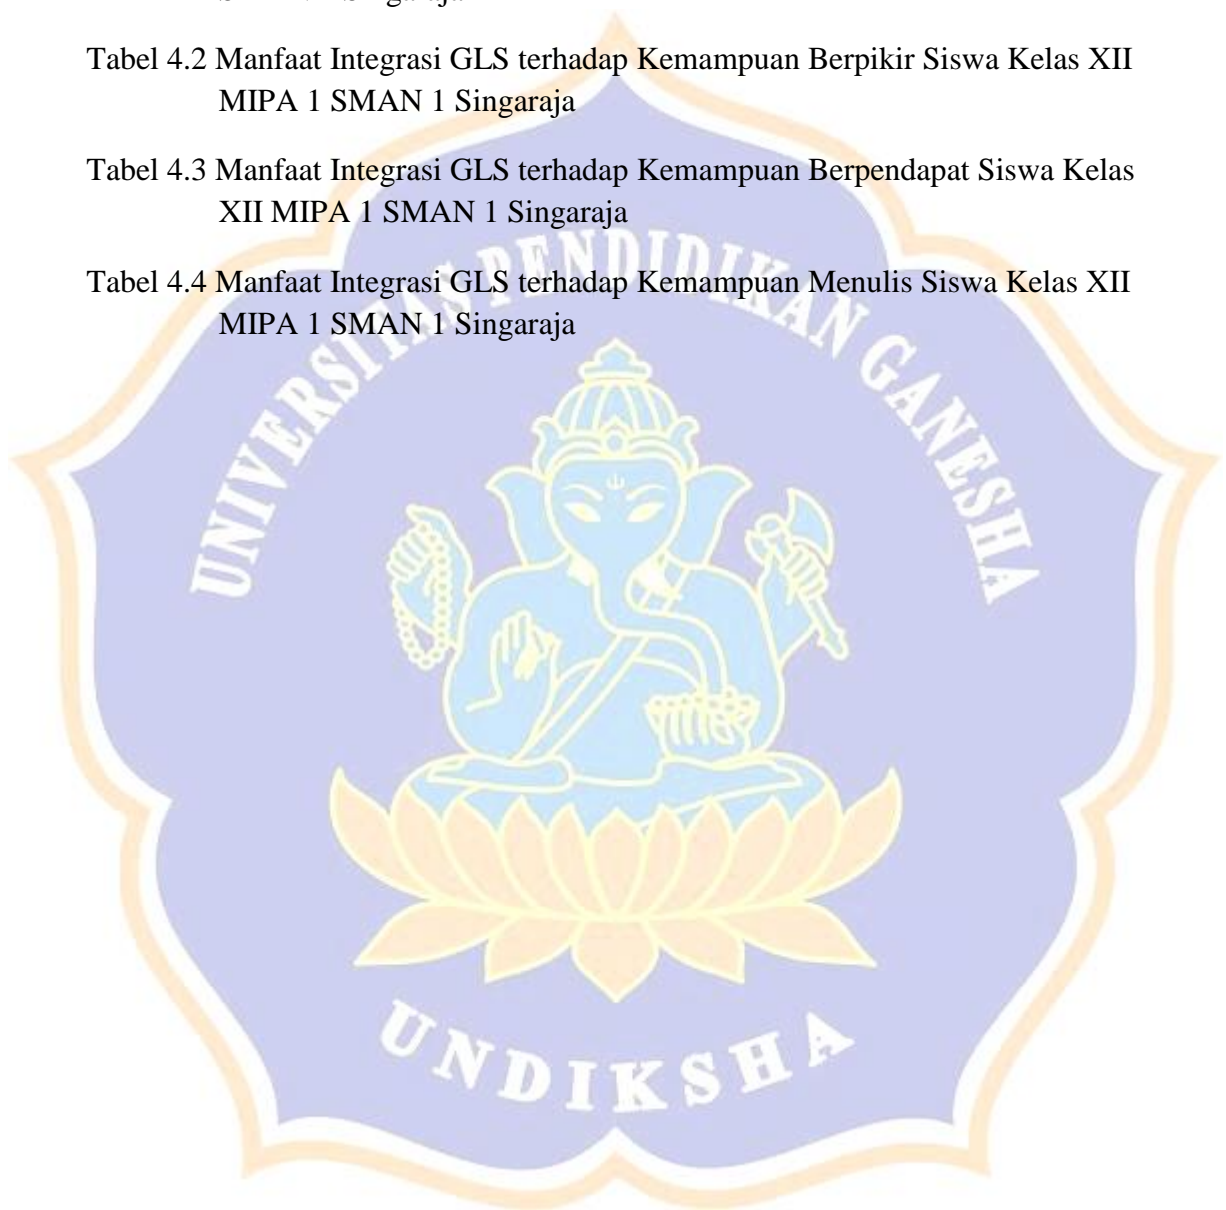 Singaraja
Tabel 4.2 Manfaat Integrasi GLS terhadap Kemampuan Berpikir Siswa Kelas XII
MIPA 1 SMAN 1 Singaraja
Tabel 4.3 Manfaat Integrasi GLS terhadap Kemampuan Berpendapat Siswa Kelas
XII MIPA 1 SMAN 1 Singaraja
Tabel 4.4 Manfaat Integrasi GLS terhadap Kemampuan Menulis Siswa Kelas XII
MIPA 1 SMAN 1 Singaraja
UNIVERSITAS PENDIDIKAN GANESHA
UNDIKSHA